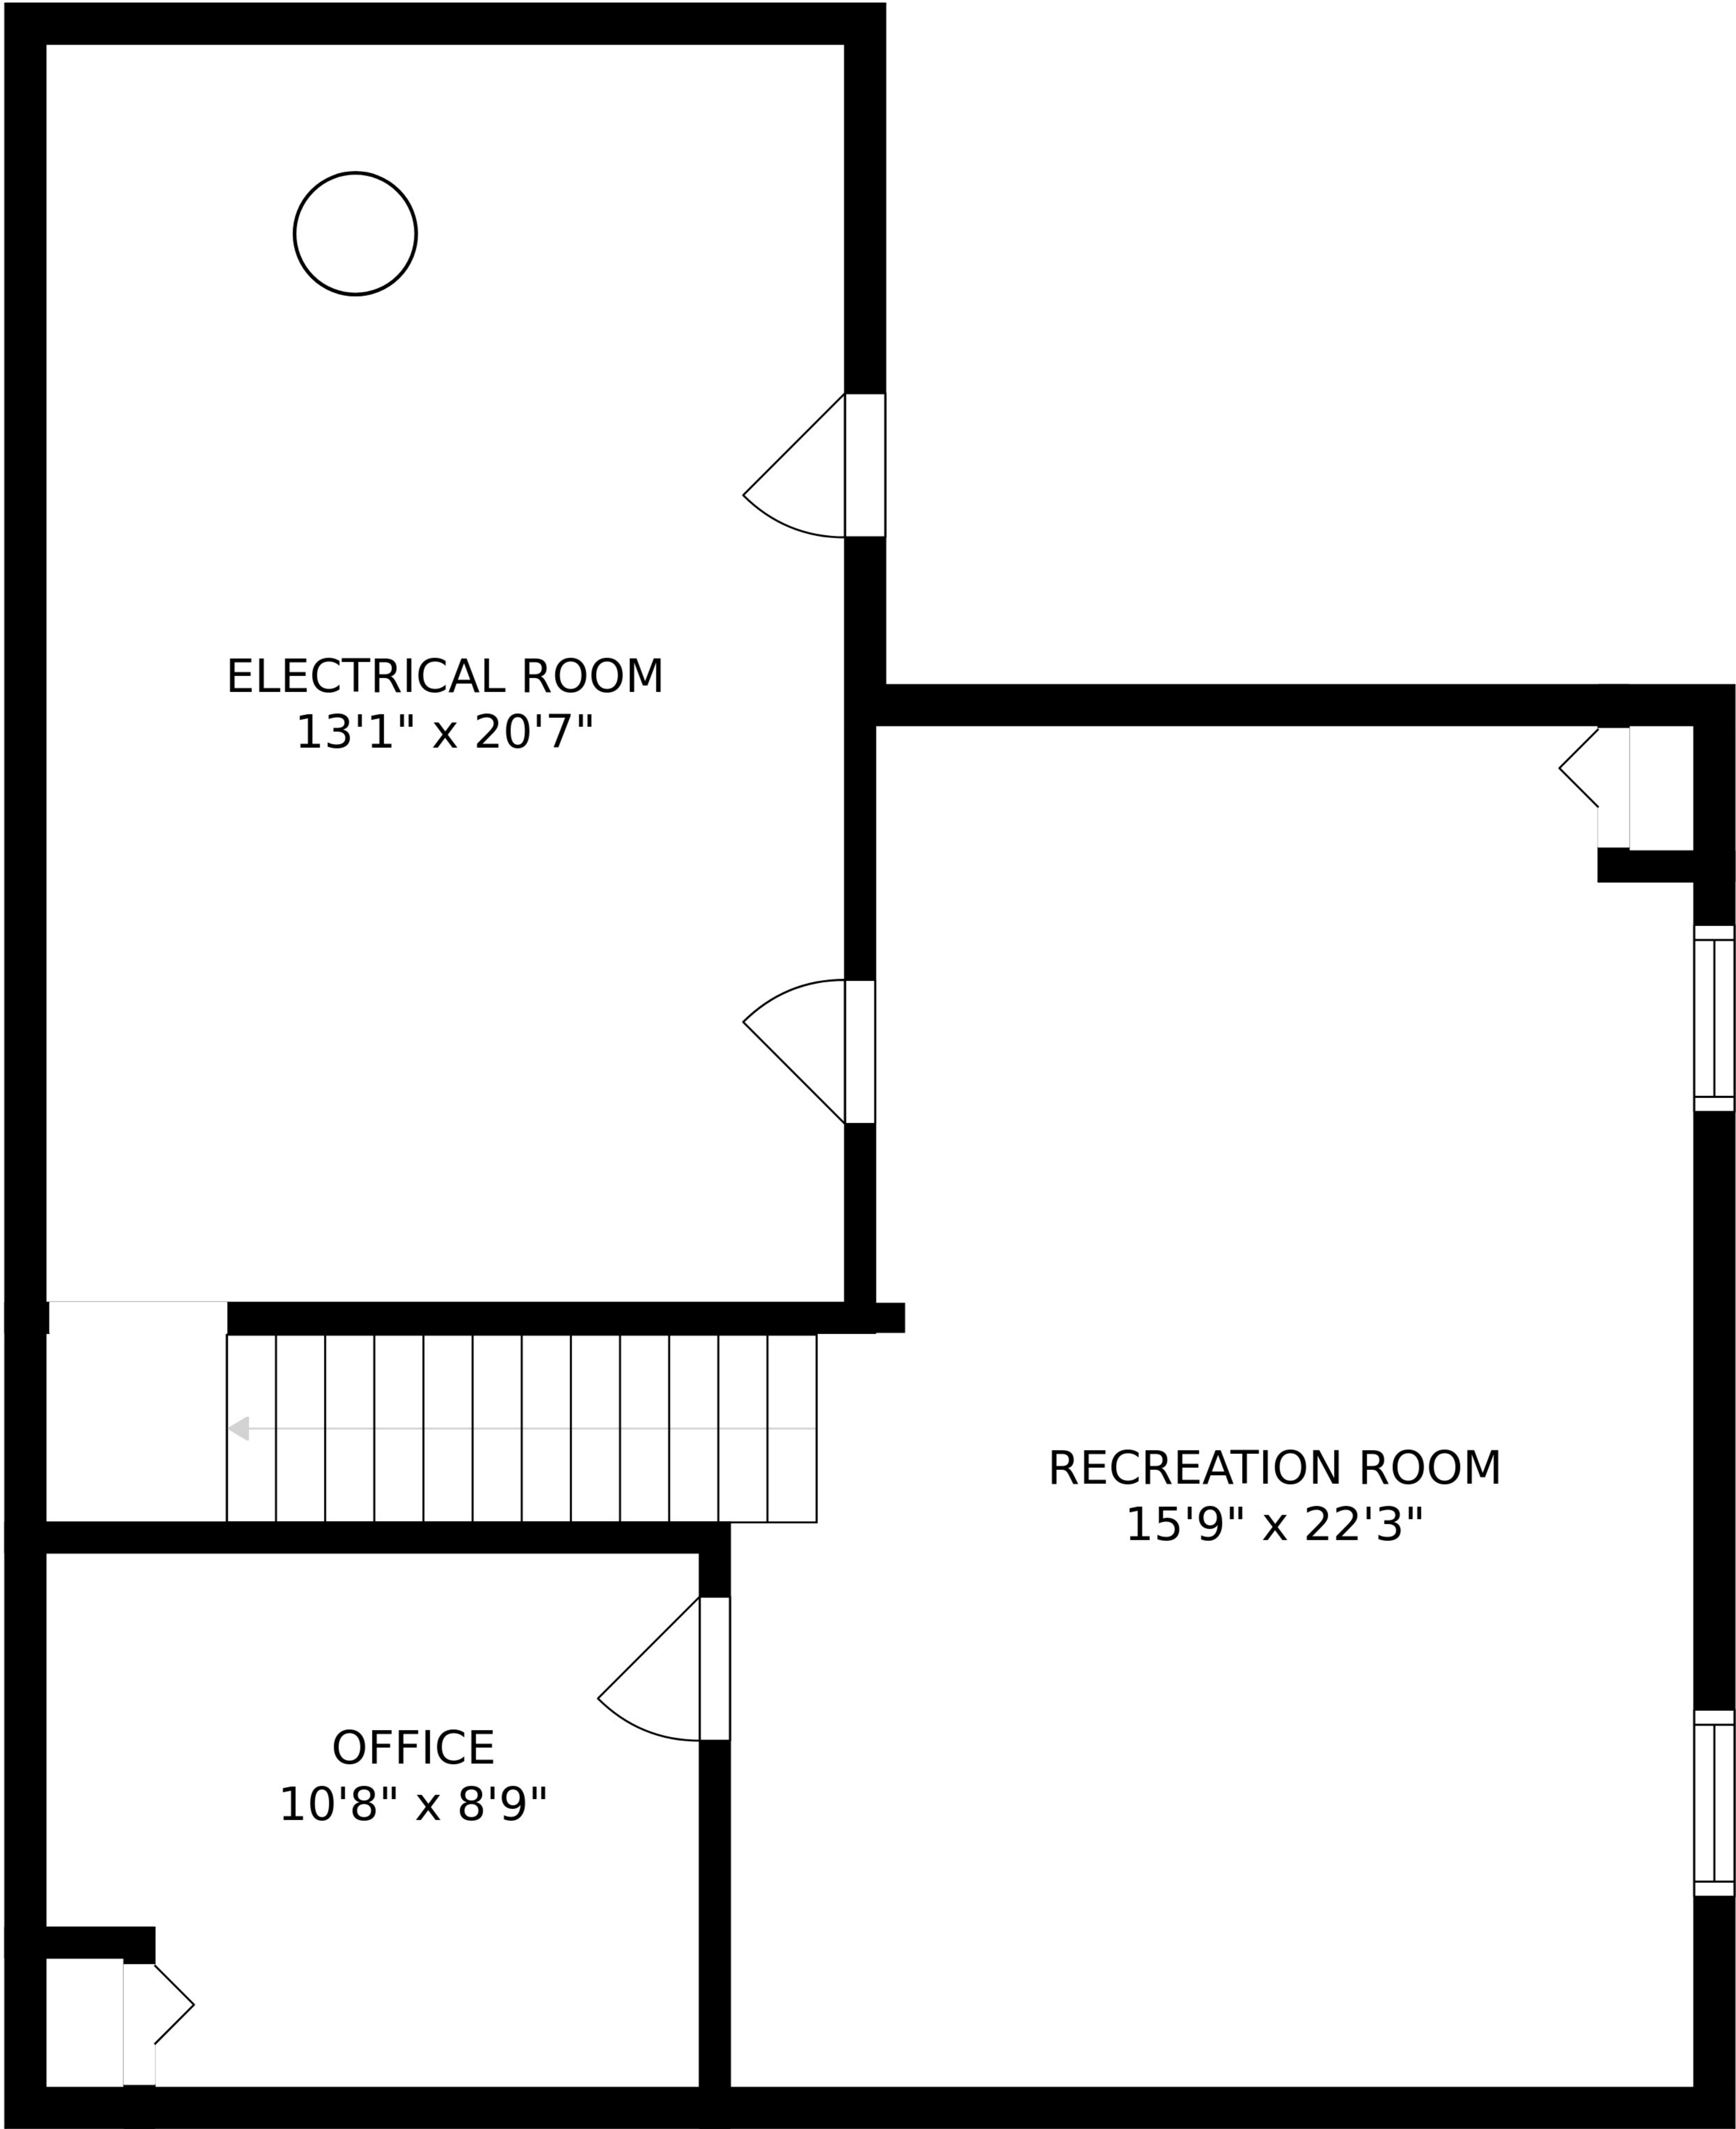 ELECTRICAL ROOM
13'1" x 20'7"
RECREATION ROOM
15'9" x 22'3"
OFFICE
10'8" x 8'9"